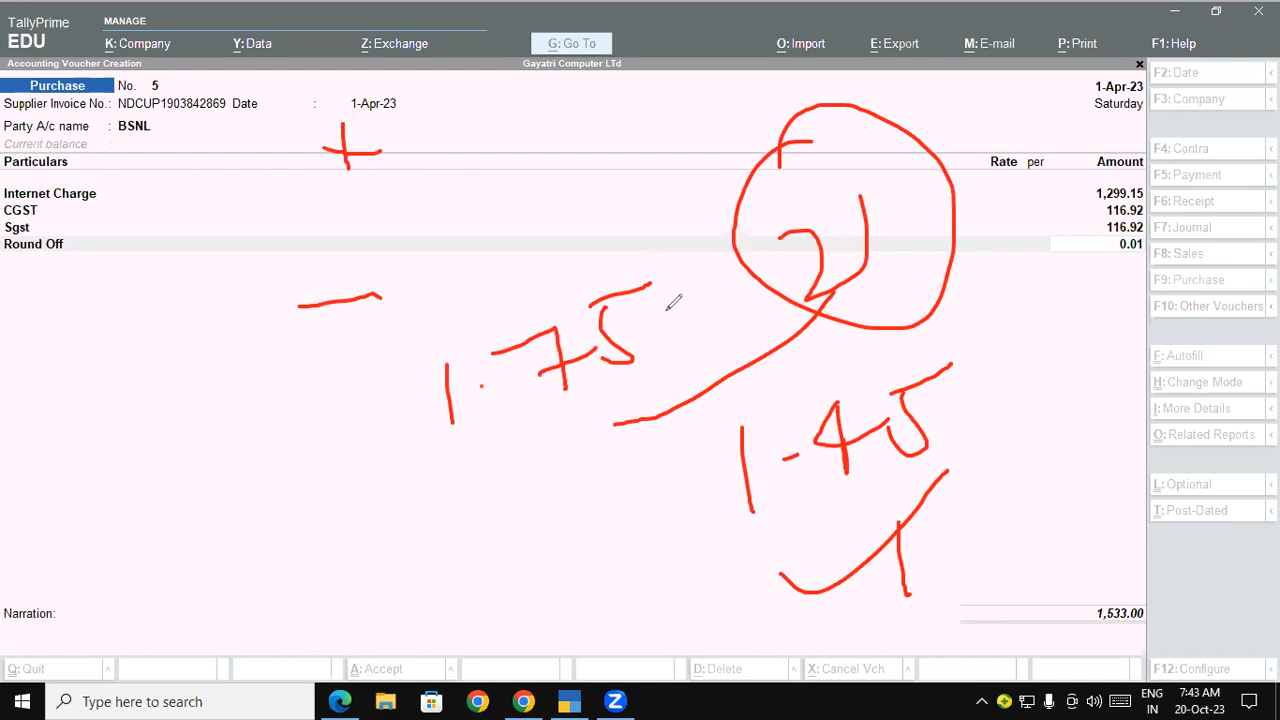 TallyPrime
EDU
MANAGE
K: Company
Y: Data
Z: Exchange
G: Go To
O: Import
E: Export
M: E-mail
P: Print
F1: Help
Accounting Voucher Creation
Gayatri Computer LTd
Purchase No. 5
1-Apr-23
Supplier Invoice No.: NDCUP1903842869 Date : 1-Apr-23
Saturday
Party A/c name : BSNL
Current balance :
Particulars Rate per Amount
Internet Charge 1,299.15
CGST 116.92
Sgst 116.92
Round Off 0.01
+
2
-
1.75
1.45
1
Narration: 1,533.00
F2: Date
F3: Company
F4: Contra
F5: Payment
F6: Receipt
F7: Journal
F8: Sales
F9: Purchase
F10: Other Vouchers
F: Autofill
H: Change Mode
I: More Details
O: Related Reports
L: Optional
T: Post-Dated
Q: Quit
A: Accept
D: Delete
X: Cancel Vch
F12: Configure
Type here to search
ENG
IN
7:43 AM
20-Oct-23